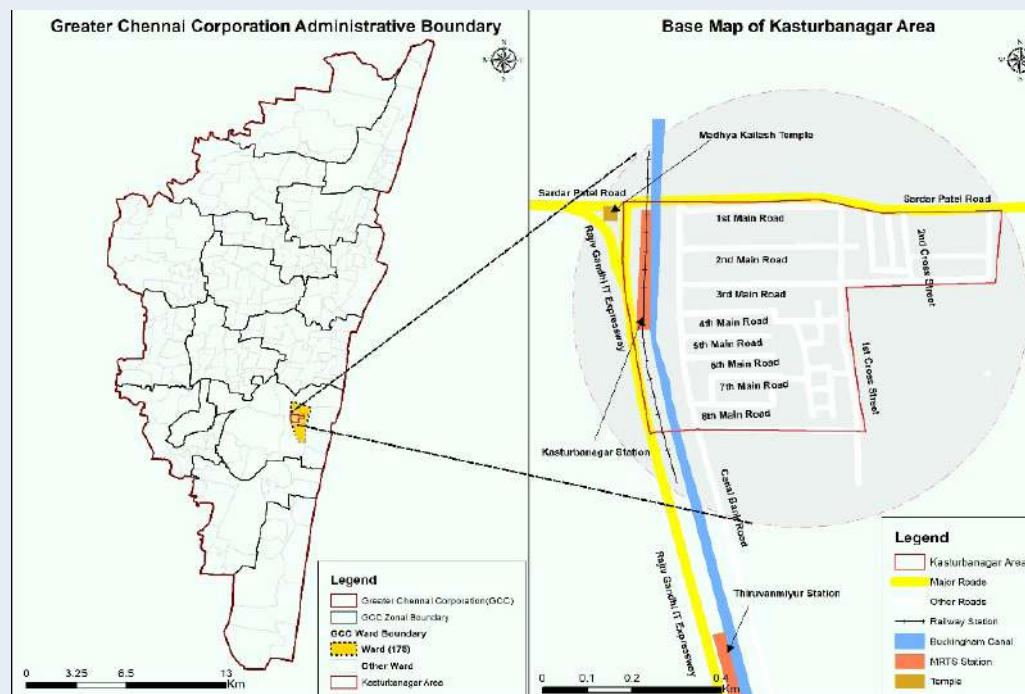 Greater Chennai Corporation Administrative Boundary
Legend
Greater Chennai Corporation(GCC)
GCC Zonal Boundary
GCC Ward Boundary
Ward (178)
Other Ward
Kasturbanagar Area
0 3.25 6.5 13
Km
Base Map of Kasturbanagar Area
Madhya Kailash Temple
Sardar Patel Road
Sardar Patel Road
1st Main Road
2nd Main Road
3rd Main Road
4th Main Road
5th Main Road
6th Main Road
7th Main Road
8th Main Road
2nd Cross Street
1st Cross Street
Rajiv Gandhi IT Expressway
Kasturbanagar Station
Canal Bank Road
Rajiv Gandhi IT Expressway
Thiruvanmiyur Station
Legend
Kasturbanagar Area
Major Roads
Other Roads
Railway Station
Buckingham Canal
MRTS Station
Temple
0 0.1 0.2 0.4
Km